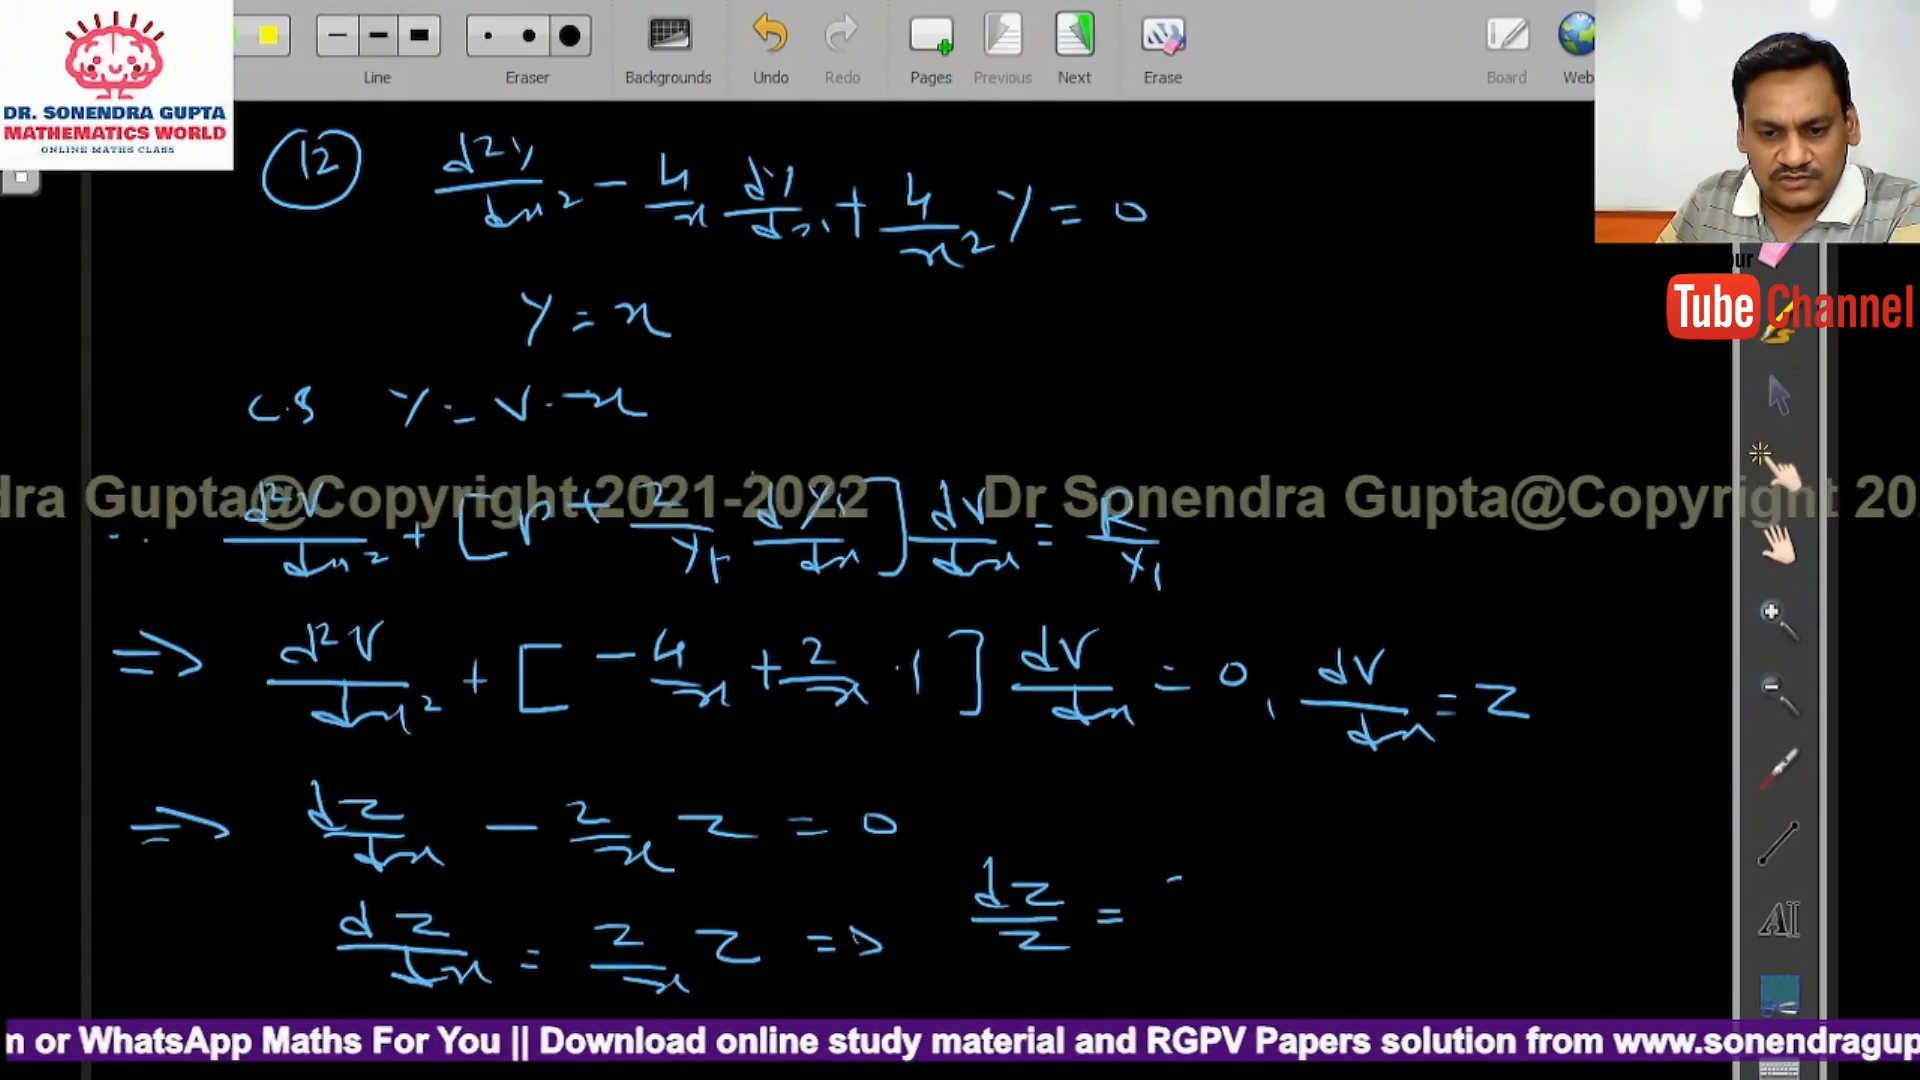 Line
Eraser
Backgrounds
Undo
Redo
Pages
Previous
Next
Erase
Board
Web
DR. SONENDRA GUPTA
MATHEMATICS WORLD
ONLINE MATHS CLASS
(12) d²y/dx² - 4/x dy/dx + 4/x² y = 0
y = x
Tube Channel
C.S y = v·x
dra Gupta@Copyright 2021-2022 Dr Sonendra Gupta@Copyright 20
∴ d²v/dx² + [P + 2/y₁ dy₁/dx] dv/dx = R/y₁
⇒ d²v/dx² + [-4/x + 2/x · 1] dv/dx = 0, dv/dx = z
⇒ dz/dx - 2/x z = 0
dz/dx = 2/x z ⇒ dz/z =
AI
m or WhatsApp Maths For You || Download online study material and RGPV Papers solution from www.sonendragup